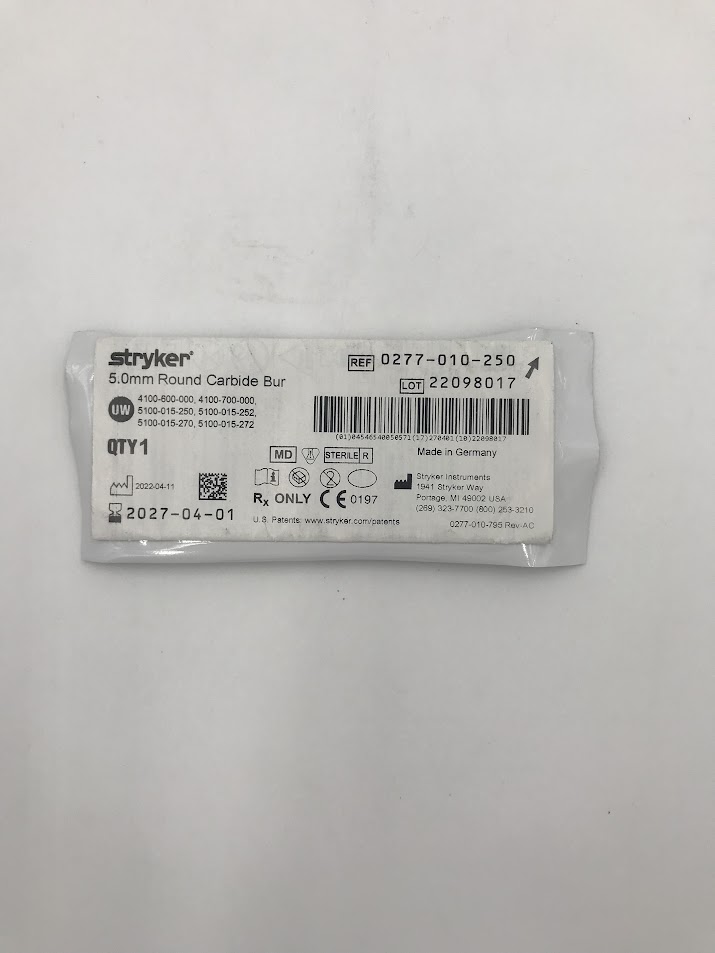 stryker®
5.0mm Round Carbide Bur
UW
4100-600-000, 4100-700-000,
5100-015-250, 5100-015-252,
5100-015-270, 5100-015-272
QTY1
2022-04-11
2027-04-01
REF 0277-010-250
LOT 22098017
(01)04546540050571(17)270401(10)22098017
MD STERILE R
Made in Germany
Rx ONLY CE 0197
U.S. Patents: www.stryker.com/patents
Stryker Instruments
1941 Stryker Way
Portage, MI 49002 USA
(269) 323-7700 (800) 253-3210
0277-010-795 Rev-AC